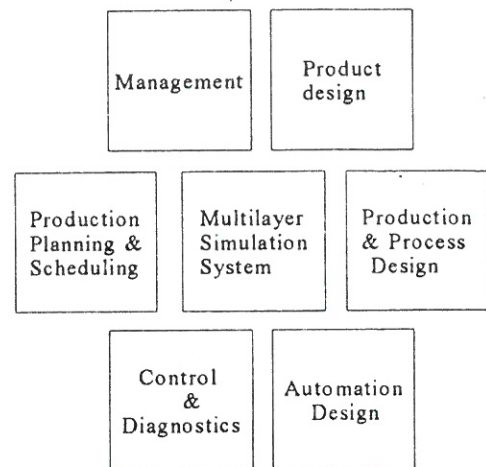 Management
Product
design
Production
Planning &
Scheduling
Multilayer
Simulation
System
Production
& Process
Design
Control
&
Diagnostics
Automation
Design